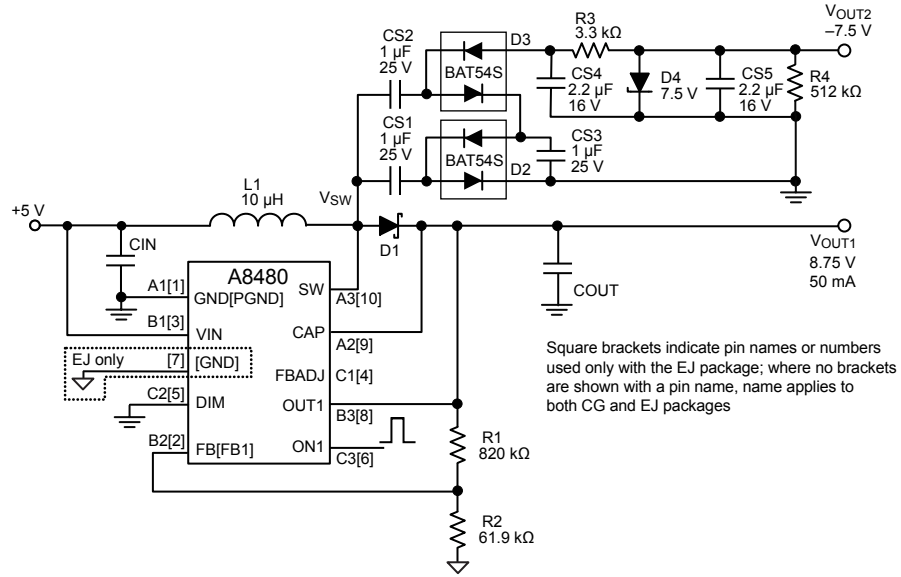 CS2
1 µF
25 V
D3
BAT54S
R3
3.3 kΩ
VOUT2
–7.5 V
CS4
2.2 µF
16 V
D4
7.5 V
CS5
2.2 µF
16 V
R4
512 kΩ
CS1
1 µF
25 V
BAT54S
D2
CS3
1 µF
25 V
L1
10 µH
VSW
+5 V
D1
VOUT1
8.75 V
50 mA
CIN
COUT
A8480
A1[1]
GND[PGND]
SW
A3[10]
B1[3]
VIN
CAP
A2[9]
EJ only
[7]
[GND]
FBADJ
C1[4]
C2[5]
DIM
OUT1
B3[8]
B2[2]
FB[FB1]
ON1
C3[6]
R1
820 kΩ
R2
61.9 kΩ
Square brackets indicate pin names or numbers
used only with the EJ package; where no brackets
are shown with a pin name, name applies to
both CG and EJ packages